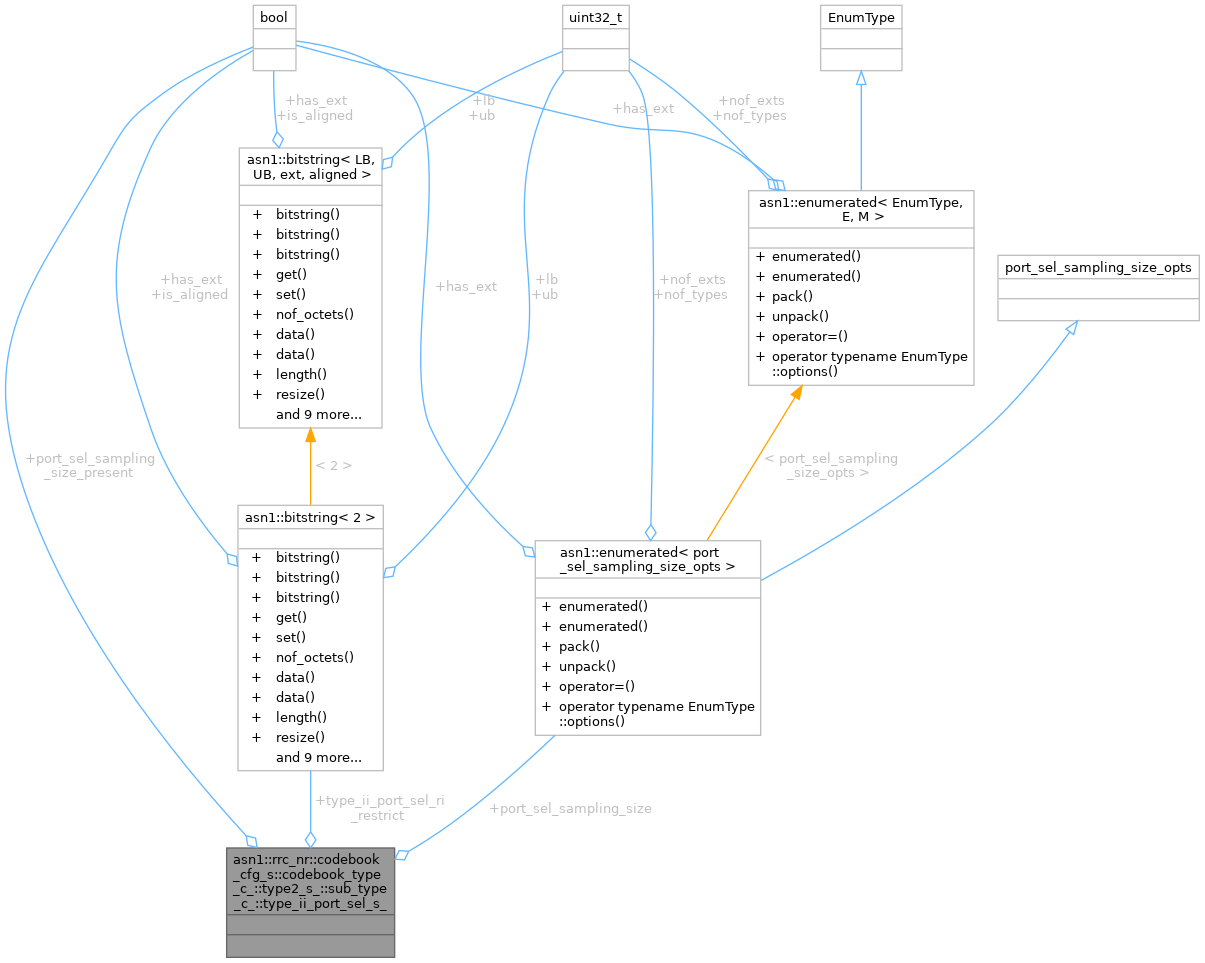 bool
uint32_t
EnumType
+has_ext
+is_aligned
+lb
+ub
+has_ext
+nof_exts
+nof_types
asn1::bitstring< LB,
UB, ext, aligned >
+ bitstring()
+ bitstring()
+ bitstring()
+ get()
+ set()
+ nof_octets()
+ data()
+ data()
+ length()
+ resize()
and 9 more...
asn1::enumerated< EnumType,
E, M >
+ enumerated()
+ enumerated()
+ pack()
+ unpack()
+ operator=()
+ operator typename EnumType
::options()
port_sel_sampling_size_opts
+has_ext
+is_aligned
+has_ext
+lb
+ub
+nof_exts
+nof_types
+port_sel_sampling
_size_present
< 2 >
< port_sel_sampling
_size_opts >
asn1::bitstring< 2 >
+ bitstring()
+ bitstring()
+ bitstring()
+ get()
+ set()
+ nof_octets()
+ data()
+ data()
+ length()
+ resize()
and 9 more...
asn1::enumerated< port
_sel_sampling_size_opts >
+ enumerated()
+ enumerated()
+ pack()
+ unpack()
+ operator=()
+ operator typename EnumType
::options()
+type_ii_port_sel_ri
_restrict
+port_sel_sampling_size
asn1::rrc_nr::codebook
_cfg_s::codebook_type
_c_::type2_s_::sub_type
_c_::type_ii_port_sel_s_